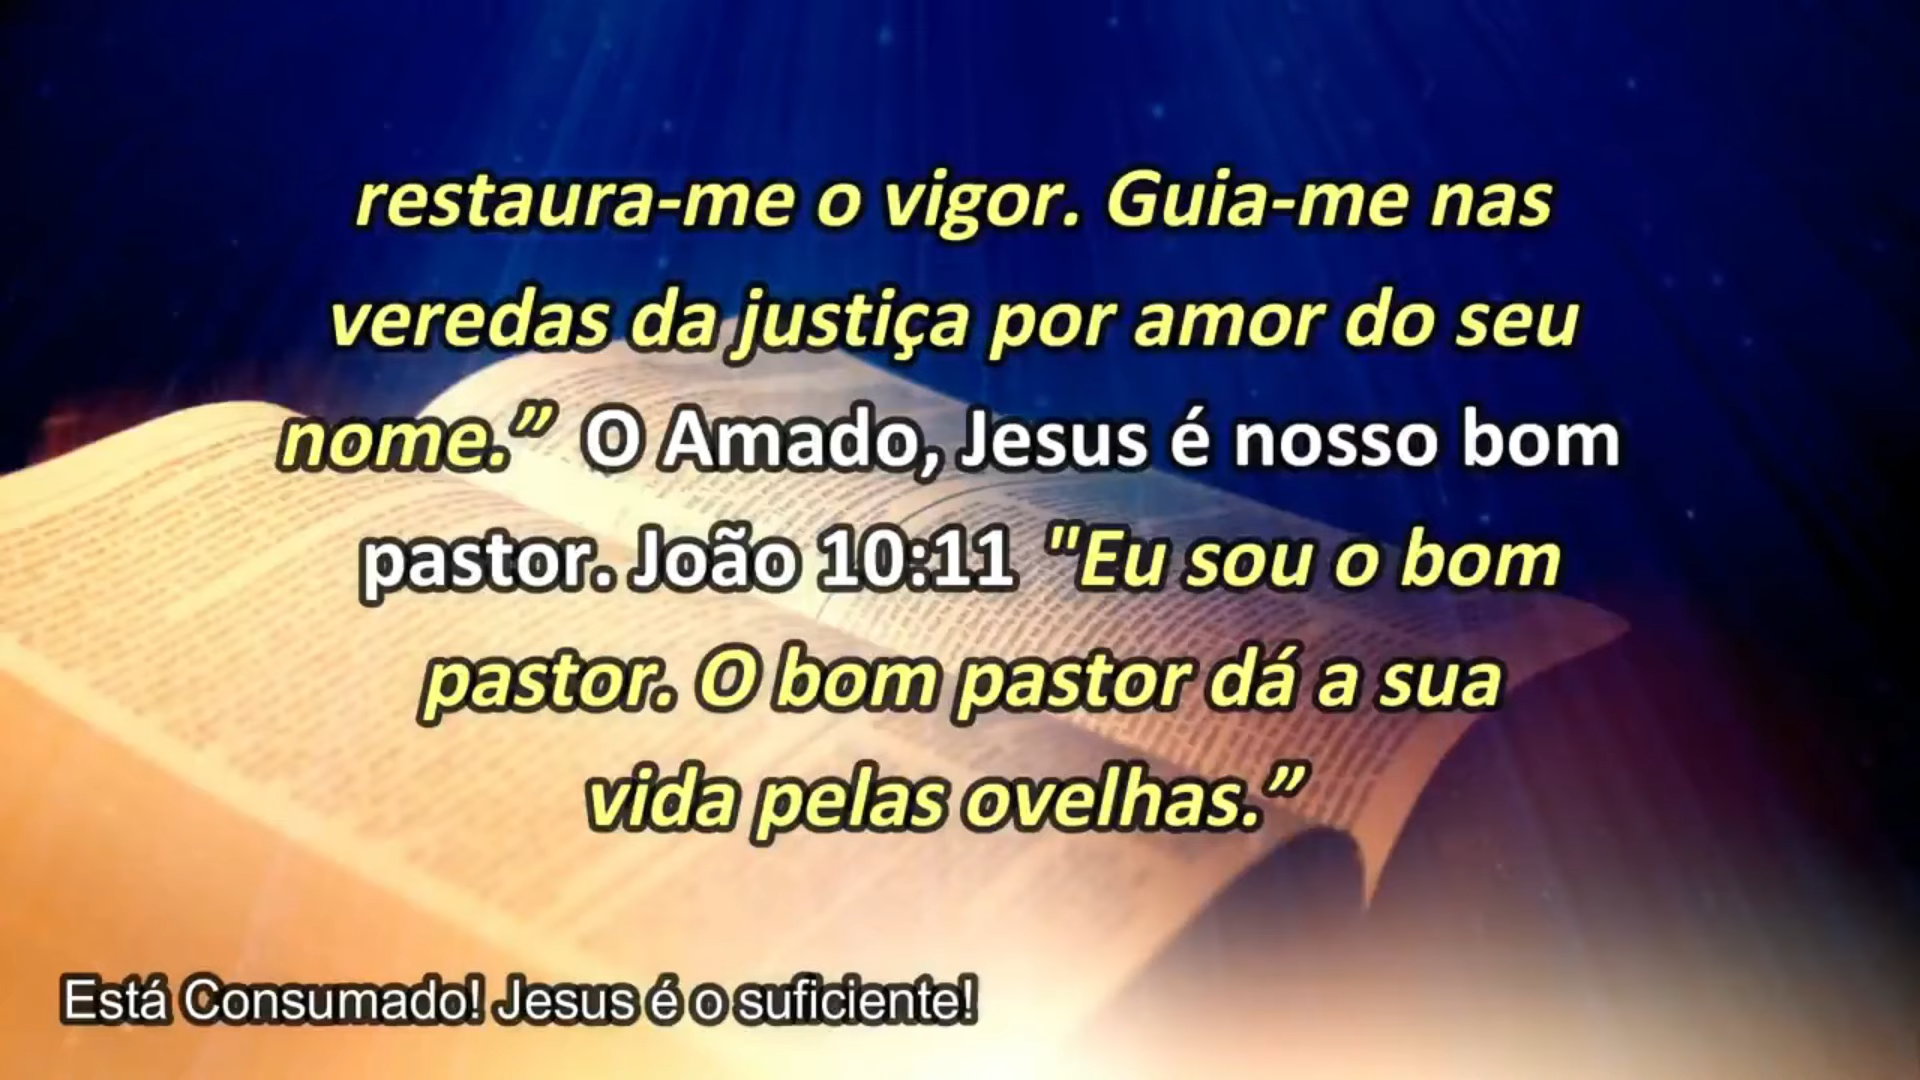 restaura-me o vigor. Guia-me nas
veredas da justiça por amor do seu
nome.” O Amado, Jesus é nosso bom
pastor. João 10:11 "Eu sou o bom
pastor. O bom pastor dá a sua
vida pelas ovelhas.”
Está Consumado! Jesus é o suficiente!